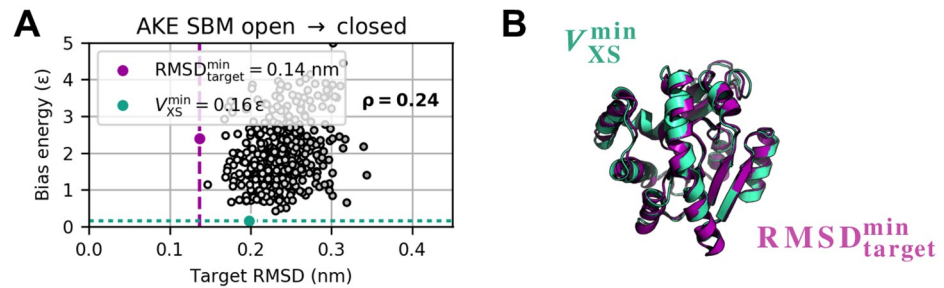 A
AKE SBM open → closed
Bias energy (ε)
5
4
3
2
1
0
RMSD^min_target = 0.14 nm
V^min_XS = 0.16 ε
ρ = 0.24
0.0 0.1 0.2 0.3 0.4
Target RMSD (nm)
B
V^min_XS
RMSD^min_target